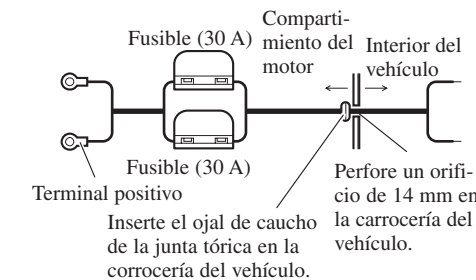 Comparti-
miento del
motor
Fusible (30 A)
Interior del
vehículo
Fusible (30 A)
Terminal positivo
Inserte el ojal de caucho
de la junta tórica en la
corrocería del vehículo.
Perfore un orifi-
cio de 14 mm en
la carrocería del
vehículo.